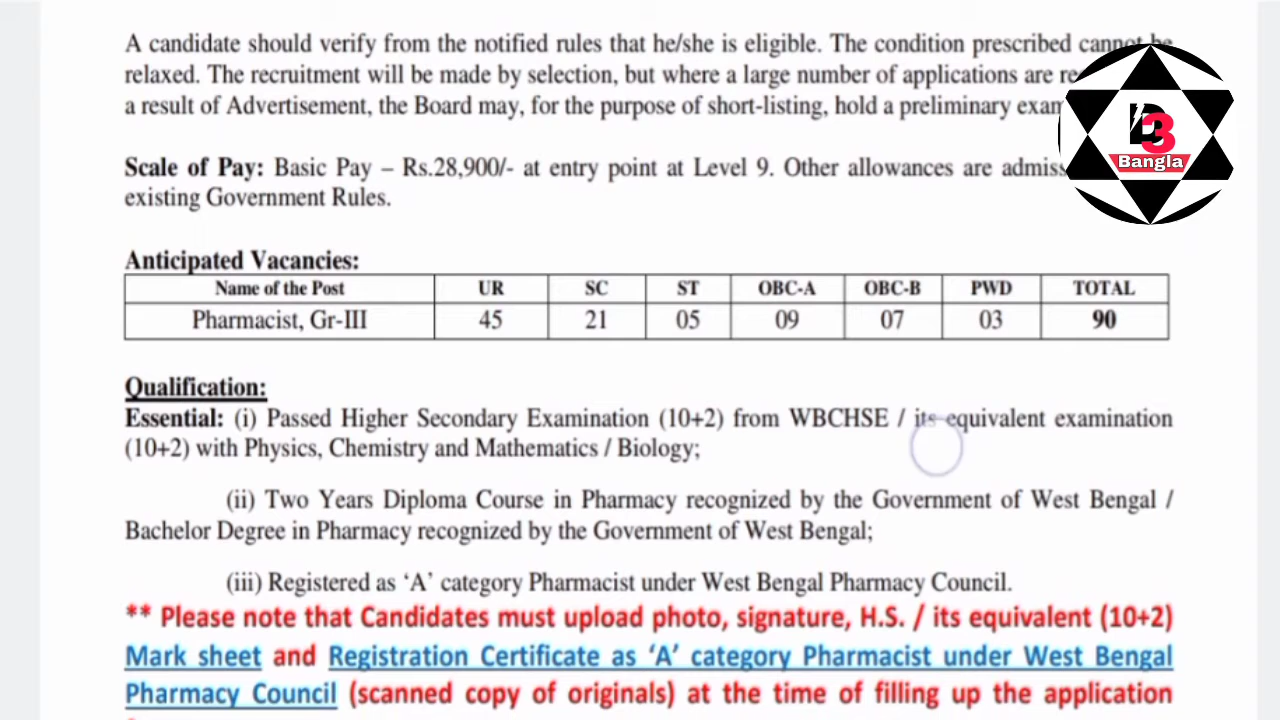 A candidate should verify from the notified rules that he/she is eligible. The condition prescribed cannot be
relaxed. The recruitment will be made by selection, but where a large number of applications are
a result of Advertisement, the Board may, for the purpose of short-listing, hold a preliminary
Scale of Pay: Basic Pay – Rs.28,900/- at entry point at Level 9. Other allowances are
existing Government Rules.
Anticipated Vacancies:
Name of the Post UR SC ST OBC-A OBC-B PWD TOTAL
Pharmacist, Gr-III 45 21 05 09 07 03 90
Qualification:
Essential: (i) Passed Higher Secondary Examination (10+2) from WBCHSE / its equivalent examination
(10+2) with Physics, Chemistry and Mathematics / Biology;
(ii) Two Years Diploma Course in Pharmacy recognized by the Government of West Bengal /
Bachelor Degree in Pharmacy recognized by the Government of West Bengal;
(iii) Registered as ‘A’ category Pharmacist under West Bengal Pharmacy Council.
** Please note that Candidates must upload photo, signature, H.S. / its equivalent (10+2)
Mark sheet and Registration Certificate as ‘A’ category Pharmacist under West Bengal
Pharmacy Council (scanned copy of originals) at the time of filling up the application
D3
Bangla